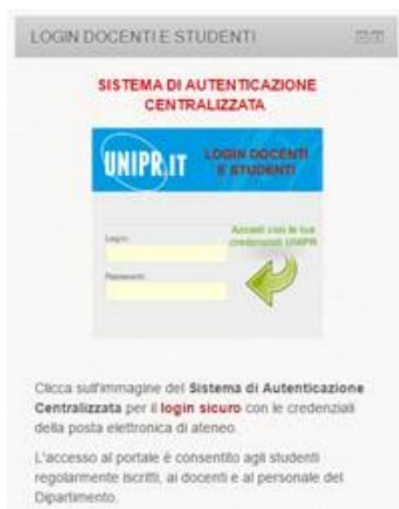 LOGIN DOCENTI E STUDENTI
SISTEMA DI AUTENTICAZIONE
CENTRALIZZATA
UNIPR.IT
LOGIN DOCENTI
E STUDENTI
Accedi con le tue
credenziali UNIPR
Login:
Password:
Clicca sull'immagine del Sistema di Autenticazione
Centralizzata per il login sicuro con le credenziali
della posta elettronica di ateneo.
L'accesso al portale è consentito agli studenti
regolarmente iscritti, ai docenti e al personale del
Dipartimento.